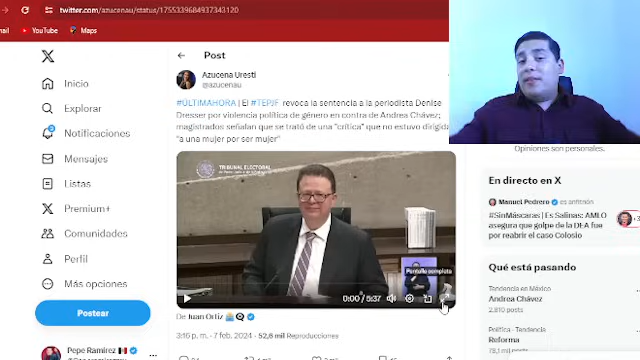 twitter.com/azucenau/status/1755339684937343120
YouTube
Maps
Inicio
Explorar
Notificaciones
Mensajes
Listas
Premium+
Comunidades
Perfil
Más opciones
Postear
Pepe Ramirez
Post
Azucena Uresti
@azucenau
#ÚLTIMAHORA | El #TEPJF revoca la sentencia a la periodista Denise
Dresser por violencia política de género en contra de Andrea Chávez;
magistrados señalan que se trató de una "crítica" que no estuvo dirigida
"a una mujer por ser mujer"
TRIBUNAL ELECTORAL
Pantalla completa
0:00 / 5:37
De Juan Ortiz
3:16 p. m. · 7 feb. 2024 · 52,6 mil Reproducciones
Opiniones son personales.
En directo en X
Manuel Pedrero es anfitrión
#SinMáscaras | Es Salinas: AMLO
asegura que golpe de la DEA fue
por reabrir el caso Colosio
Qué está pasando
Tendencia en México
Andrea Chávez
2,810 posts
Política · Tendencia
Reforma